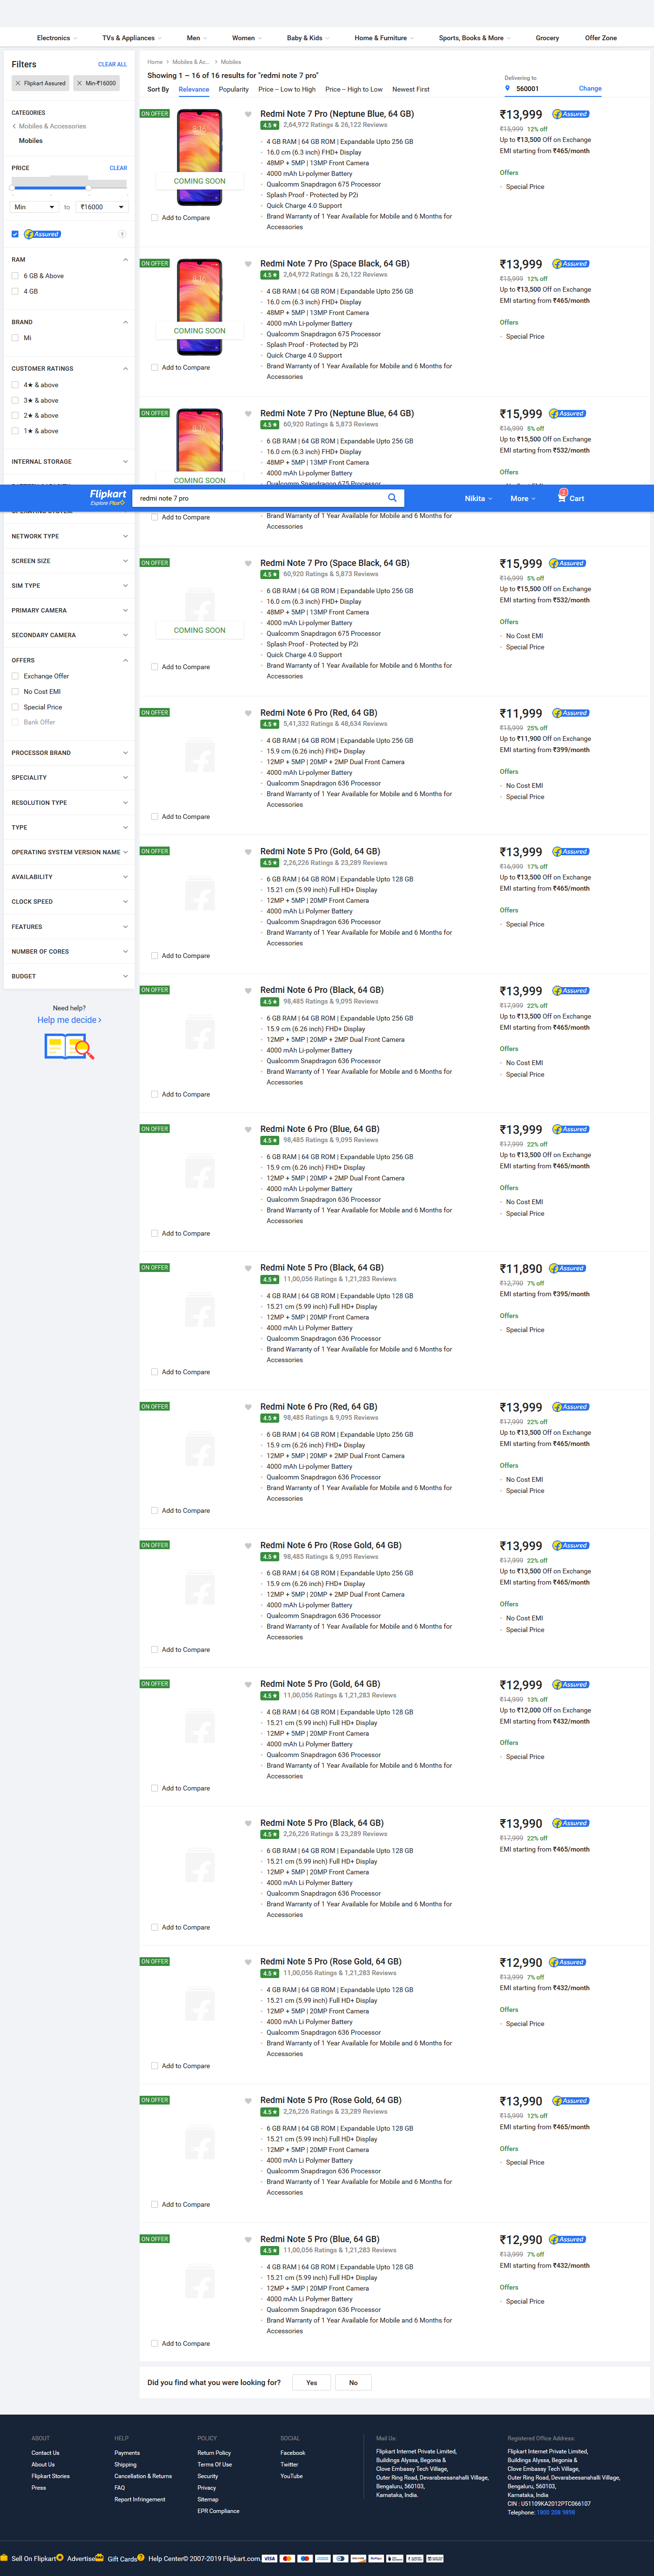 Electronics
TVs & Appliances
Men
Women
Baby & Kids
Home & Furniture
Sports, Books & More
Grocery
Offer Zone
Filters
CLEAR ALL
✕ Flipkart Assured
✕ Min-₹16000
CATEGORIES
Mobiles & Accessories
Mobiles
PRICE
CLEAR
Min
to
₹16000
Assured
?
RAM
6 GB & Above
4 GB
BRAND
Mi
CUSTOMER RATINGS
4★ & above
3★ & above
2★ & above
1★ & above
INTERNAL STORAGE
Flipkart
Explore Plus
redmi note 7 pro
Nikita
More
Cart
NETWORK TYPE
SCREEN SIZE
SIM TYPE
PRIMARY CAMERA
SECONDARY CAMERA
OFFERS
Exchange Offer
No Cost EMI
Special Price
Bank Offer
PROCESSOR BRAND
SPECIALITY
RESOLUTION TYPE
TYPE
OPERATING SYSTEM VERSION NAME
AVAILABILITY
CLOCK SPEED
FEATURES
NUMBER OF CORES
BUDGET
Need help?
Help me decide
Home > Mobiles & Ac... > Mobiles
Showing 1 – 16 of 16 results for "redmi note 7 pro"
Sort By Relevance Popularity Price – Low to High Price – High to Low Newest First
Delivering to
560001
Change
ON OFFER
COMING SOON
Add to Compare
Redmi Note 7 Pro (Neptune Blue, 64 GB)
4.5★ 2,64,972 Ratings & 26,122 Reviews
4 GB RAM | 64 GB ROM | Expandable Upto 256 GB
16.0 cm (6.3 inch) FHD+ Display
48MP + 5MP | 13MP Front Camera
4000 mAh Li-polymer Battery
Qualcomm Snapdragon 675 Processor
Splash Proof - Protected by P2i
Quick Charge 4.0 Support
Brand Warranty of 1 Year Available for Mobile and 6 Months for
Accessories
₹13,999 Assured
₹15,999 12% off
Up to ₹13,500 Off on Exchange
EMI starting from ₹465/month
Offers
Special Price
ON OFFER
COMING SOON
Add to Compare
Redmi Note 7 Pro (Space Black, 64 GB)
4.5★ 2,64,972 Ratings & 26,122 Reviews
4 GB RAM | 64 GB ROM | Expandable Upto 256 GB
16.0 cm (6.3 inch) FHD+ Display
48MP + 5MP | 13MP Front Camera
4000 mAh Li-polymer Battery
Qualcomm Snapdragon 675 Processor
Splash Proof - Protected by P2i
Quick Charge 4.0 Support
Brand Warranty of 1 Year Available for Mobile and 6 Months for
Accessories
₹13,999 Assured
₹15,999 12% off
Up to ₹13,500 Off on Exchange
EMI starting from ₹465/month
Offers
Special Price
ON OFFER
COMING SOON
Add to Compare
Redmi Note 7 Pro (Neptune Blue, 64 GB)
4.5★ 60,920 Ratings & 5,873 Reviews
6 GB RAM | 64 GB ROM | Expandable Upto 256 GB
16.0 cm (6.3 inch) FHD+ Display
48MP + 5MP | 13MP Front Camera
4000 mAh Li-polymer Battery
Qualcomm Snapdragon 675 Processor
Brand Warranty of 1 Year Available for Mobile and 6 Months for
Accessories
₹15,999 Assured
₹16,999 5% off
Up to ₹15,500 Off on Exchange
EMI starting from ₹532/month
Offers
ON OFFER
COMING SOON
Add to Compare
Redmi Note 7 Pro (Space Black, 64 GB)
4.5★ 60,920 Ratings & 5,873 Reviews
6 GB RAM | 64 GB ROM | Expandable Upto 256 GB
16.0 cm (6.3 inch) FHD+ Display
48MP + 5MP | 13MP Front Camera
4000 mAh Li-polymer Battery
Qualcomm Snapdragon 675 Processor
Splash Proof - Protected by P2i
Quick Charge 4.0 Support
Brand Warranty of 1 Year Available for Mobile and 6 Months for
Accessories
₹15,999 Assured
₹16,999 5% off
Up to ₹15,500 Off on Exchange
EMI starting from ₹532/month
Offers
No Cost EMI
Special Price
ON OFFER
Add to Compare
Redmi Note 6 Pro (Red, 64 GB)
4.5★ 5,41,332 Ratings & 48,634 Reviews
4 GB RAM | 64 GB ROM | Expandable Upto 256 GB
15.9 cm (6.26 inch) FHD+ Display
12MP + 5MP | 20MP + 2MP Dual Front Camera
4000 mAh Li-polymer Battery
Qualcomm Snapdragon 636 Processor
Brand Warranty of 1 Year Available for Mobile and 6 Months for
Accessories
₹11,999 Assured
₹15,999 25% off
Up to ₹11,900 Off on Exchange
EMI starting from ₹399/month
Offers
No Cost EMI
Special Price
ON OFFER
Add to Compare
Redmi Note 5 Pro (Gold, 64 GB)
4.5★ 2,26,226 Ratings & 23,289 Reviews
6 GB RAM | 64 GB ROM | Expandable Upto 128 GB
15.21 cm (5.99 inch) Full HD+ Display
12MP + 5MP | 20MP Front Camera
4000 mAh Li Polymer Battery
Qualcomm Snapdragon 636 Processor
Brand Warranty of 1 Year Available for Mobile and 6 Months for
Accessories
₹13,999 Assured
₹16,999 17% off
Up to ₹13,500 Off on Exchange
EMI starting from ₹465/month
Offers
Special Price
ON OFFER
Add to Compare
Redmi Note 6 Pro (Black, 64 GB)
4.5★ 98,485 Ratings & 9,095 Reviews
6 GB RAM | 64 GB ROM | Expandable Upto 256 GB
15.9 cm (6.26 inch) FHD+ Display
12MP + 5MP | 20MP + 2MP Dual Front Camera
4000 mAh Li-polymer Battery
Qualcomm Snapdragon 636 Processor
Brand Warranty of 1 Year Available for Mobile and 6 Months for
Accessories
₹13,999 Assured
₹17,999 22% off
Up to ₹13,500 Off on Exchange
EMI starting from ₹465/month
Offers
No Cost EMI
Special Price
ON OFFER
Add to Compare
Redmi Note 6 Pro (Blue, 64 GB)
4.5★ 98,485 Ratings & 9,095 Reviews
6 GB RAM | 64 GB ROM | Expandable Upto 256 GB
15.9 cm (6.26 inch) FHD+ Display
12MP + 5MP | 20MP + 2MP Dual Front Camera
4000 mAh Li-polymer Battery
Qualcomm Snapdragon 636 Processor
Brand Warranty of 1 Year Available for Mobile and 6 Months for
Accessories
₹13,999 Assured
₹17,999 22% off
Up to ₹13,500 Off on Exchange
EMI starting from ₹465/month
Offers
No Cost EMI
Special Price
ON OFFER
Add to Compare
Redmi Note 5 Pro (Black, 64 GB)
4.5★ 11,00,056 Ratings & 1,21,283 Reviews
4 GB RAM | 64 GB ROM | Expandable Upto 128 GB
15.21 cm (5.99 inch) Full HD+ Display
12MP + 5MP | 20MP Front Camera
4000 mAh Li Polymer Battery
Qualcomm Snapdragon 636 Processor
Brand Warranty of 1 Year Available for Mobile and 6 Months for
Accessories
₹11,890 Assured
₹12,790 7% off
EMI starting from ₹395/month
Offers
Special Price
ON OFFER
Add to Compare
Redmi Note 6 Pro (Red, 64 GB)
4.5★ 98,485 Ratings & 9,095 Reviews
6 GB RAM | 64 GB ROM | Expandable Upto 256 GB
15.9 cm (6.26 inch) FHD+ Display
12MP + 5MP | 20MP + 2MP Dual Front Camera
4000 mAh Li-polymer Battery
Qualcomm Snapdragon 636 Processor
Brand Warranty of 1 Year Available for Mobile and 6 Months for
Accessories
₹13,999 Assured
₹17,999 22% off
Up to ₹13,500 Off on Exchange
EMI starting from ₹465/month
Offers
No Cost EMI
Special Price
ON OFFER
Add to Compare
Redmi Note 6 Pro (Rose Gold, 64 GB)
4.5★ 98,485 Ratings & 9,095 Reviews
6 GB RAM | 64 GB ROM | Expandable Upto 256 GB
15.9 cm (6.26 inch) FHD+ Display
12MP + 5MP | 20MP + 2MP Dual Front Camera
4000 mAh Li-polymer Battery
Qualcomm Snapdragon 636 Processor
Brand Warranty of 1 Year Available for Mobile and 6 Months for
Accessories
₹13,999 Assured
₹17,999 22% off
Up to ₹13,500 Off on Exchange
EMI starting from ₹465/month
Offers
No Cost EMI
Special Price
ON OFFER
Add to Compare
Redmi Note 5 Pro (Gold, 64 GB)
4.5★ 11,00,056 Ratings & 1,21,283 Reviews
4 GB RAM | 64 GB ROM | Expandable Upto 128 GB
15.21 cm (5.99 inch) Full HD+ Display
12MP + 5MP | 20MP Front Camera
4000 mAh Li Polymer Battery
Qualcomm Snapdragon 636 Processor
Brand Warranty of 1 Year Available for Mobile and 6 Months for
Accessories
₹12,999 Assured
₹14,999 13% off
Up to ₹12,000 Off on Exchange
EMI starting from ₹432/month
Offers
Special Price
Add to Compare
Redmi Note 5 Pro (Black, 64 GB)
4.5★ 2,26,226 Ratings & 23,289 Reviews
6 GB RAM | 64 GB ROM | Expandable Upto 128 GB
15.21 cm (5.99 inch) Full HD+ Display
12MP + 5MP | 20MP Front Camera
4000 mAh Li Polymer Battery
Qualcomm Snapdragon 636 Processor
Brand Warranty of 1 Year Available for Mobile and 6 Months for
Accessories
₹13,990 Assured
₹17,999 22% off
EMI starting from ₹465/month
ON OFFER
Add to Compare
Redmi Note 5 Pro (Rose Gold, 64 GB)
4.5★ 11,00,056 Ratings & 1,21,283 Reviews
4 GB RAM | 64 GB ROM | Expandable Upto 128 GB
15.21 cm (5.99 inch) Full HD+ Display
12MP + 5MP | 20MP Front Camera
4000 mAh Li Polymer Battery
Qualcomm Snapdragon 636 Processor
Brand Warranty of 1 Year Available for Mobile and 6 Months for
Accessories
₹12,990 Assured
₹13,999 7% off
EMI starting from ₹432/month
Offers
Special Price
ON OFFER
Add to Compare
Redmi Note 5 Pro (Rose Gold, 64 GB)
4.5★ 2,26,226 Ratings & 23,289 Reviews
6 GB RAM | 64 GB ROM | Expandable Upto 128 GB
15.21 cm (5.99 inch) Full HD+ Display
12MP + 5MP | 20MP Front Camera
4000 mAh Li Polymer Battery
Qualcomm Snapdragon 636 Processor
Brand Warranty of 1 Year Available for Mobile and 6 Months for
Accessories
₹13,990 Assured
₹15,999 12% off
EMI starting from ₹465/month
Offers
Special Price
ON OFFER
Add to Compare
Redmi Note 5 Pro (Blue, 64 GB)
4.5★ 11,00,056 Ratings & 1,21,283 Reviews
4 GB RAM | 64 GB ROM | Expandable Upto 128 GB
15.21 cm (5.99 inch) Full HD+ Display
12MP + 5MP | 20MP Front Camera
4000 mAh Li Polymer Battery
Qualcomm Snapdragon 636 Processor
Brand Warranty of 1 Year Available for Mobile and 6 Months for
Accessories
₹12,990 Assured
₹13,999 7% off
EMI starting from ₹432/month
Offers
Special Price
Did you find what you were looking for?
Yes
No
ABOUT
Contact Us
About Us
Flipkart Stories
Press
HELP
Payments
Shipping
Cancellation & Returns
FAQ
Report Infringement
POLICY
Return Policy
Terms Of Use
Security
Privacy
Sitemap
EPR Compliance
SOCIAL
Facebook
Twitter
YouTube
Mail Us:
Flipkart Internet Private Limited,
Buildings Alyssa, Begonia &
Clove Embassy Tech Village,
Outer Ring Road, Devarabeesanahalli Village,
Bengaluru, 560103,
Karnataka, India.
Registered Office Address:
Flipkart Internet Private Limited,
Buildings Alyssa, Begonia &
Clove Embassy Tech Village,
Outer Ring Road, Devarabeesanahalli Village,
Bengaluru, 560103,
Karnataka, India
CIN : U51109KA2012PTC066107
Telephone: 1800 208 9898
Sell On Flipkart
Advertise
Gift Cards
Help Center
© 2007-2019 Flipkart.com
VISA